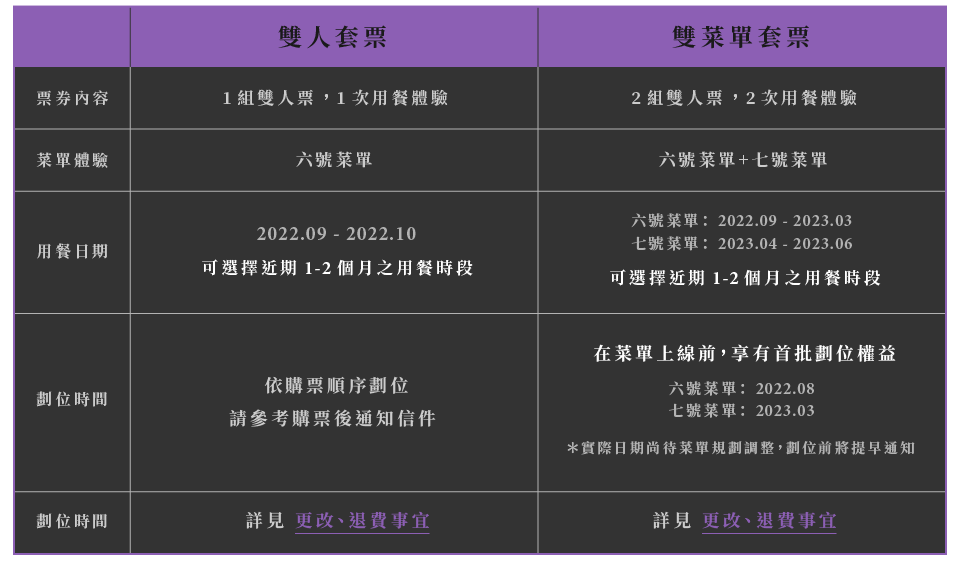 雙人套票
雙菜單套票
票券內容
1 組雙人票，1 次用餐體驗
2 組雙人票，2 次用餐體驗
菜單體驗
六號菜單
六號菜單+七號菜單
用餐日期
2022.09 - 2022.10
可選擇近期 1-2 個月之用餐時段
六號菜單： 2022.09 - 2023.03
七號菜單： 2023.04 - 2023.06
可選擇近期 1-2 個月之用餐時段
劃位時間
依購票順序劃位
請參考購票後通知信件
在菜單上線前，享有首批劃位權益
六號菜單： 2022.08
七號菜單： 2023.03
＊實際日期尚待菜單規劃調整，劃位前將提早通知
劃位時間
詳見 更改、退費事宜
詳見 更改、退費事宜